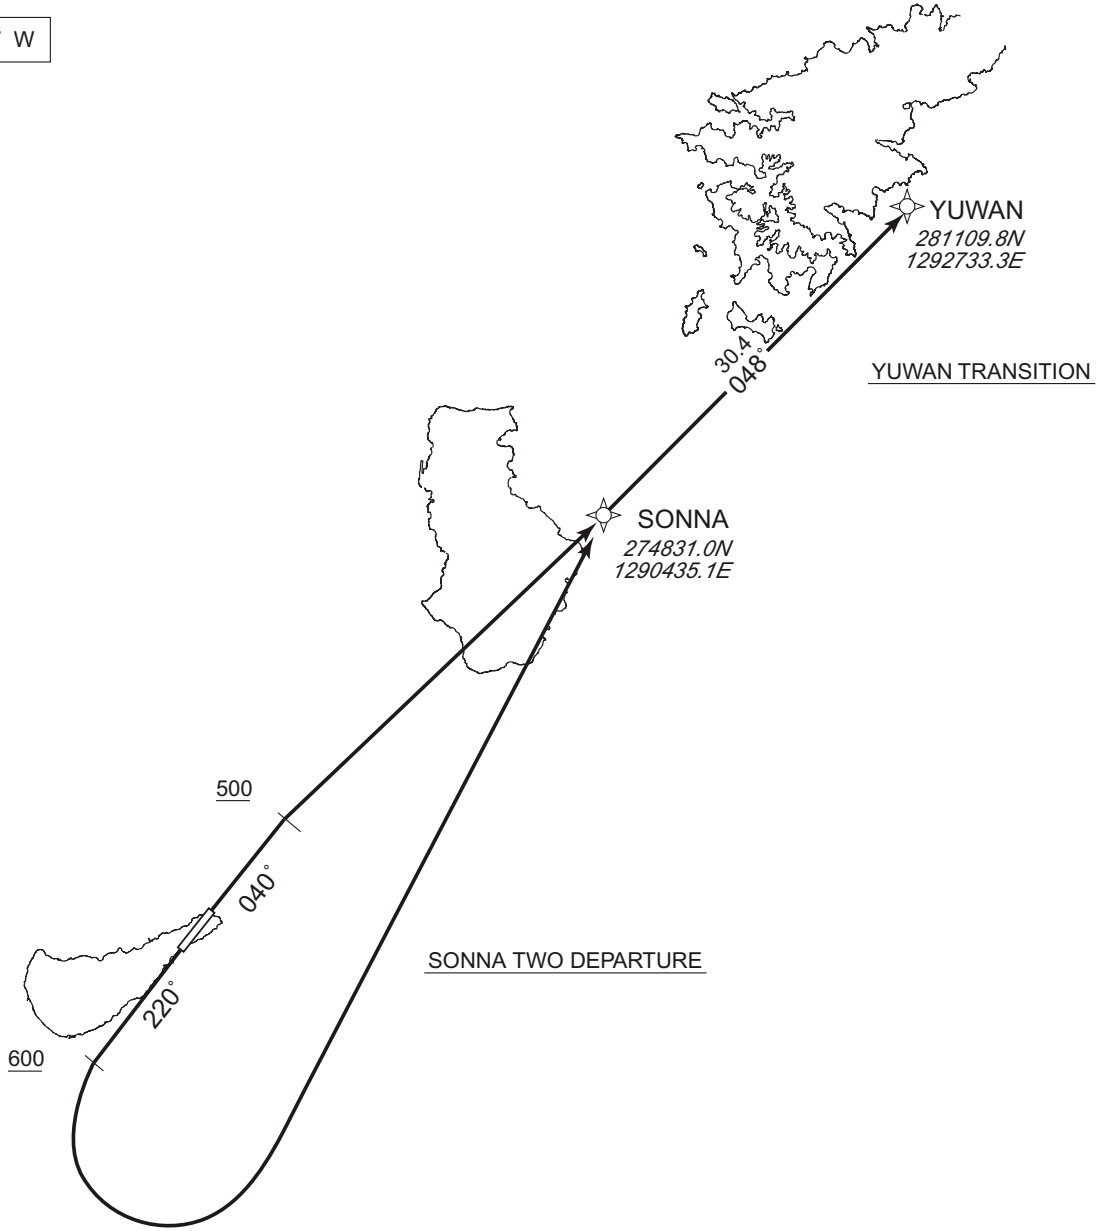 W
YUWAN
281109.8N
1292733.3E
30.4
048°
YUWAN TRANSITION
SONNA
274831.0N
1290435.1E
500
040°
SONNA TWO DEPARTURE
220°
600